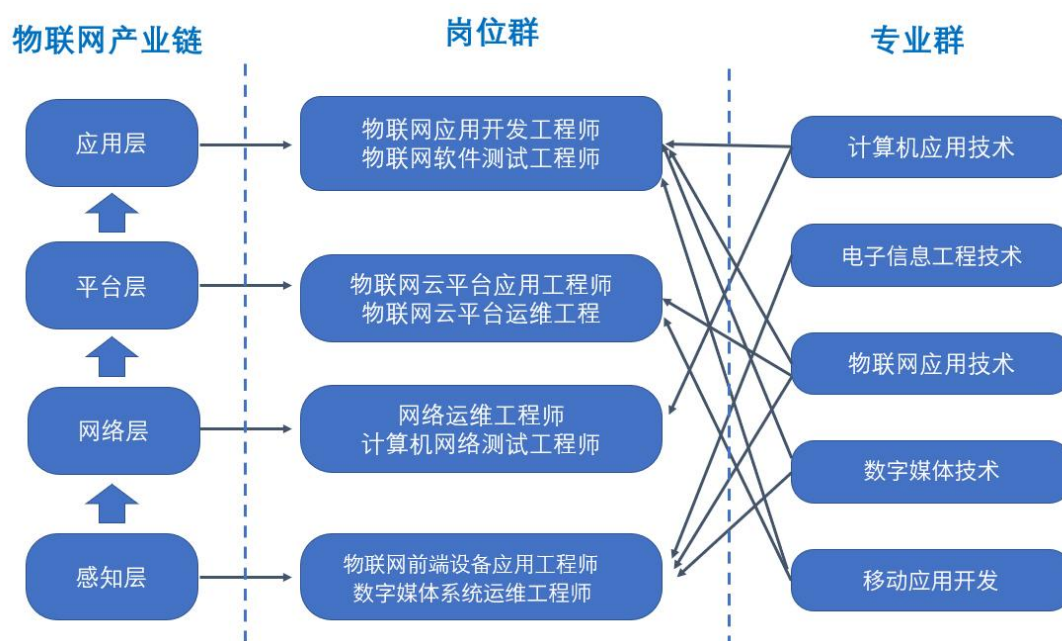 物联网产业链
岗位群
专业群
应用层
物联网应用开发工程师
物联网软件测试工程师
计算机应用技术
电子信息工程技术
平台层
物联网云平台应用工程师
物联网云平台运维工程
物联网应用技术
网络层
网络运维工程师
计算机网络测试工程师
数字媒体技术
感知层
物联网前端设备应用工程师
数字媒体系统运维工程师
移动应用开发